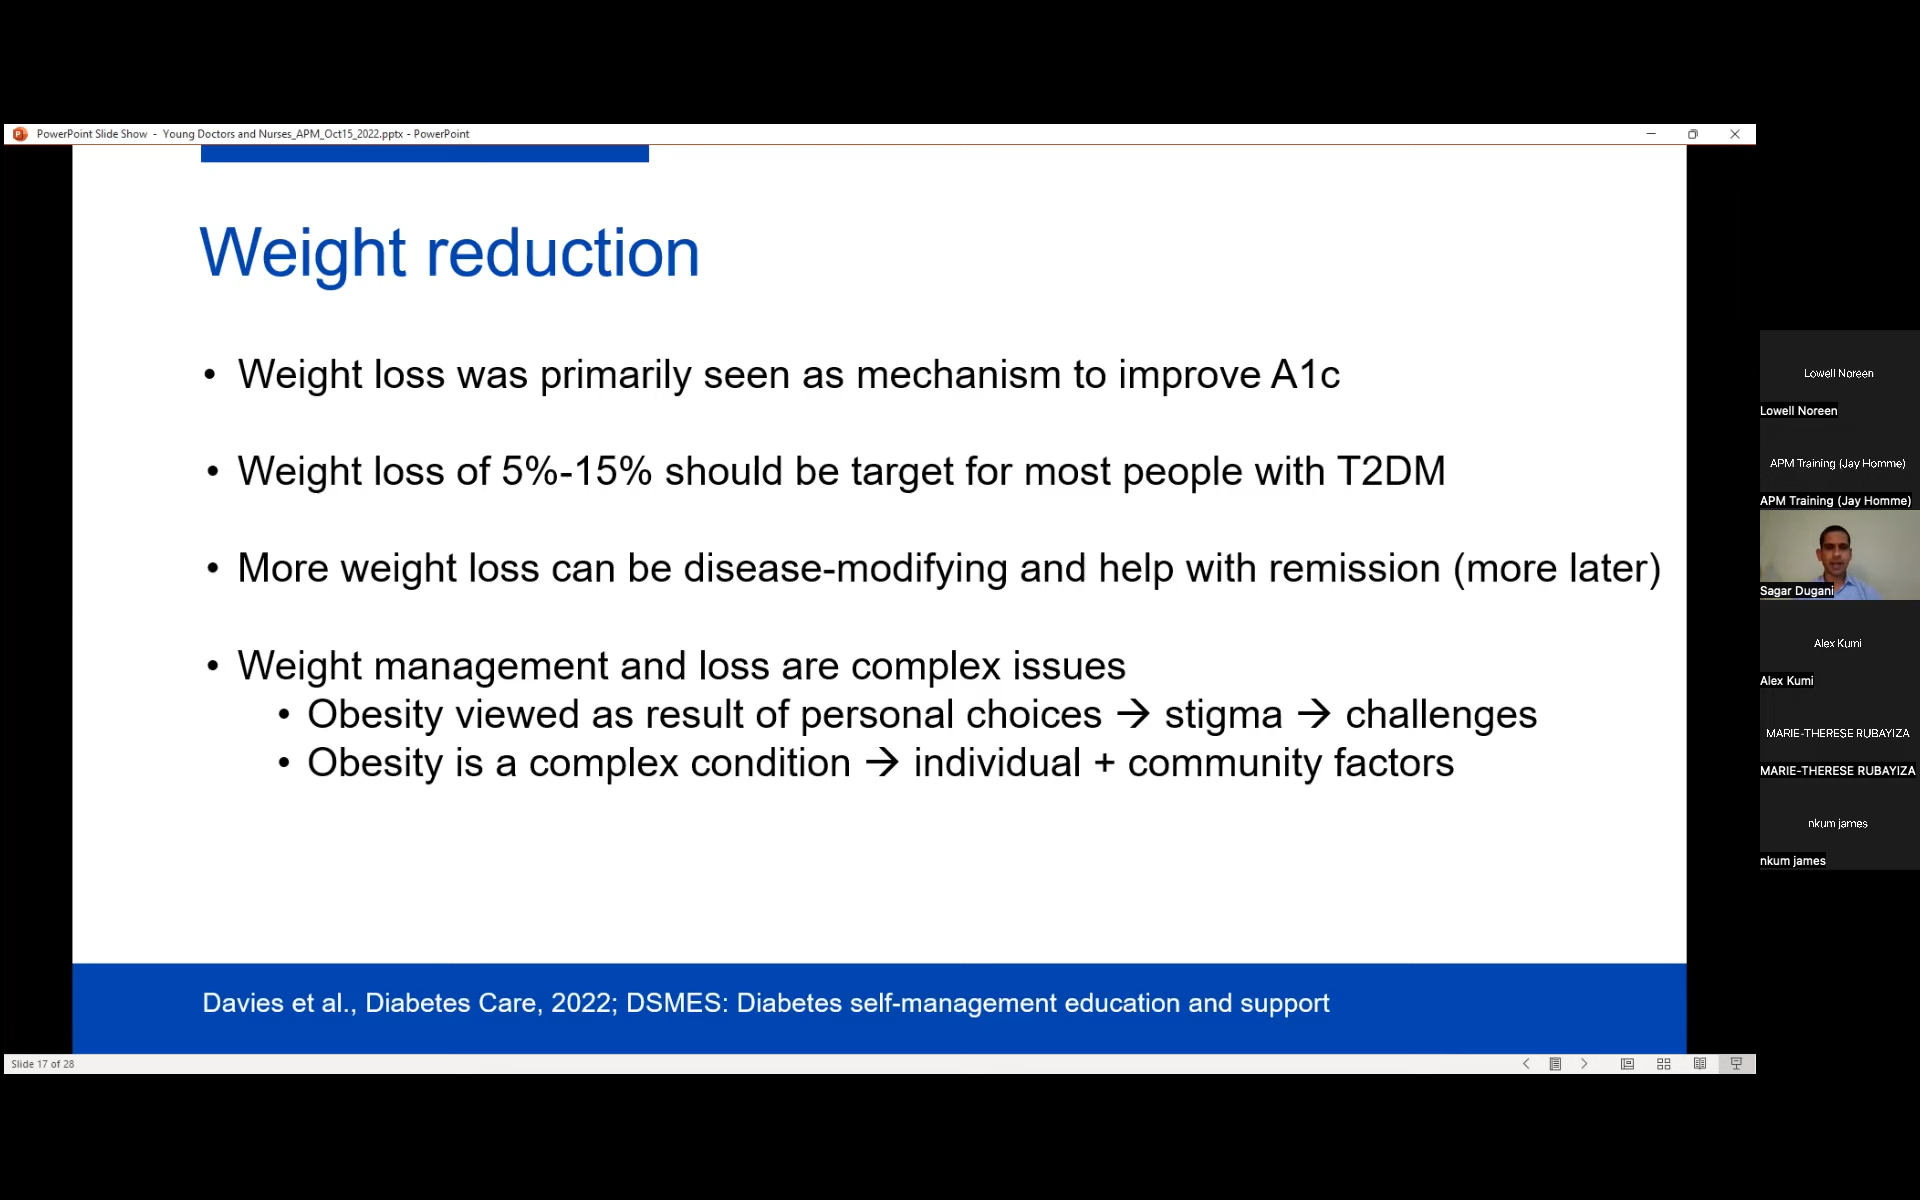 PowerPoint Slide Show - Young Doctors and Nurses_APM_Oct15_2022.pptx - PowerPoint
Weight reduction
• Weight loss was primarily seen as mechanism to improve A1c
• Weight loss of 5%-15% should be target for most people with T2DM
• More weight loss can be disease-modifying and help with remission (more later)
• Weight management and loss are complex issues
• Obesity viewed as result of personal choices → stigma → challenges
• Obesity is a complex condition → individual + community factors
Davies et al., Diabetes Care, 2022; DSMES: Diabetes self-management education and support
Slide 17 of 28
Lowell Noreen
Lowell Noreen
APM Training (Jay Homme)
APM Training (Jay Homme)
Sagar Dugani
Alex Kumi
Alex Kumi
MARIE-THERESE RUBAYIZA
MARIE-THERESE RUBAYIZA
nkum james
nkum james